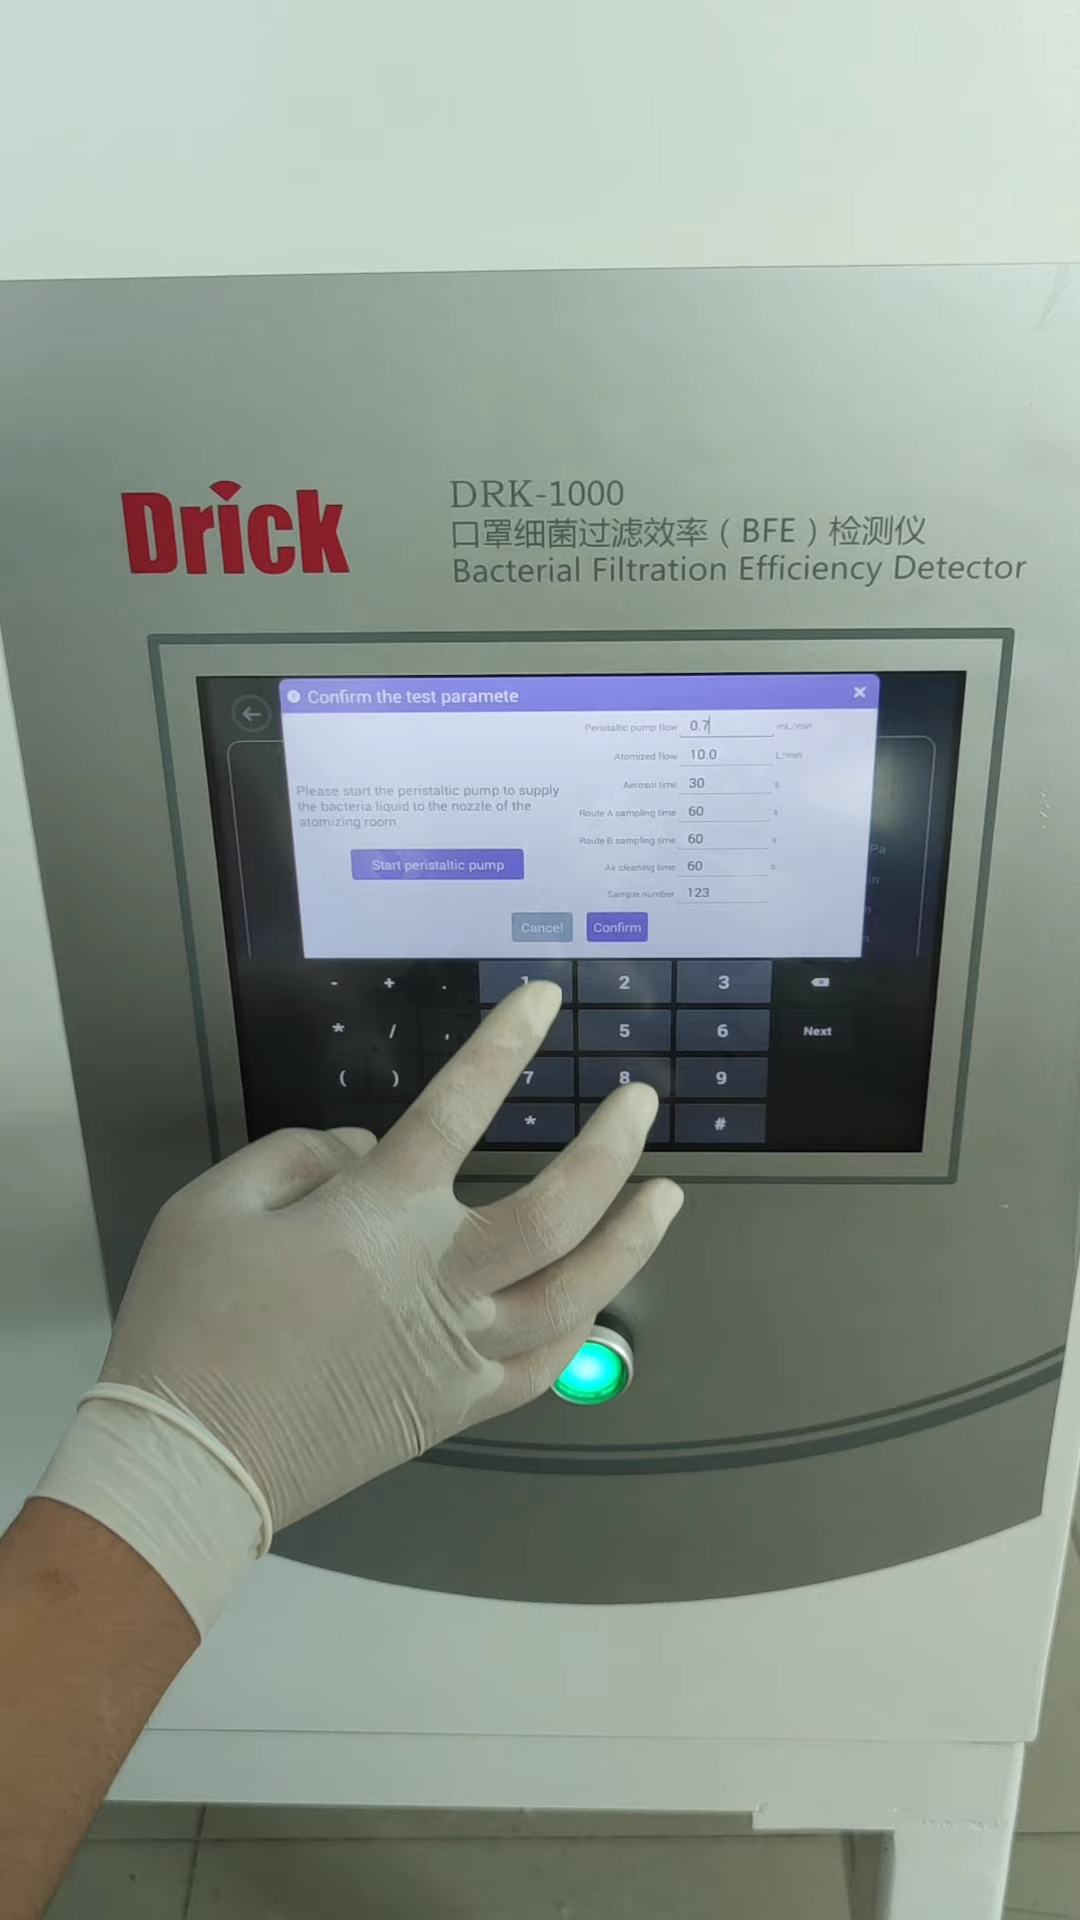 Drick
DRK-1000
口罩细菌过滤效率（BFE）检测仪
Bacterial Filtration Efficiency Detector
Confirm the test paramete
Peristaltic pump flow 0.7 mL/min
Atomized flow 10.0 L/min
Aerosol time 30 s
Please start the peristaltic pump to supply
the bacteria liquid to the nozzle of the
atomizing room
Route A sampling time 60 s
Route B sampling time 60 s
Pa
Start peristaltic pump
Air cleaning time 60 s
in
Sample number 123
Cancel Confirm
- + . 1 2 3
* / , 5 6 Next
( ) 7 8 9
* #